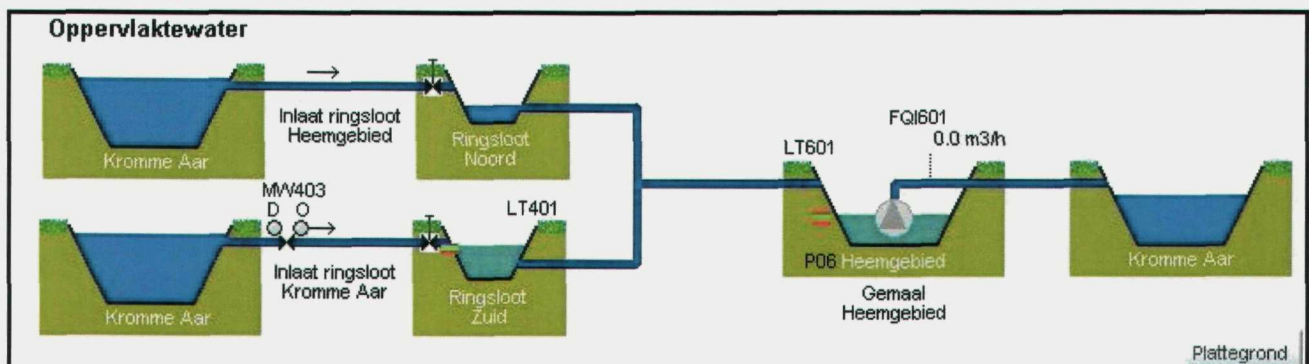 Oppervlaktewater
Kromme Aar
Inlaat ringsloot
Heemgebied
Ringsloot
Noord
FQI601
0.0 m3/h
LT601
MW403
D O
LT401
Kromme Aar
Inlaat ringsloot
Kromme Aar
Ringsloot
Zuid
P06 Heemgebied
Gemaal
Heemgebied
Kromme Aar
Plattegrond